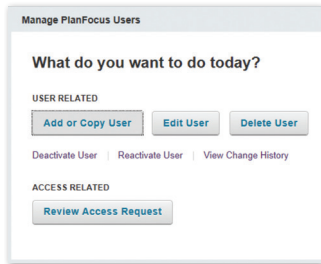 Manage PlanFocus Users
What do you want to do today?
USER RELATED
Add or Copy User Edit User Delete User
Deactivate User | Reactivate User | View Change History
ACCESS RELATED
Review Access Request